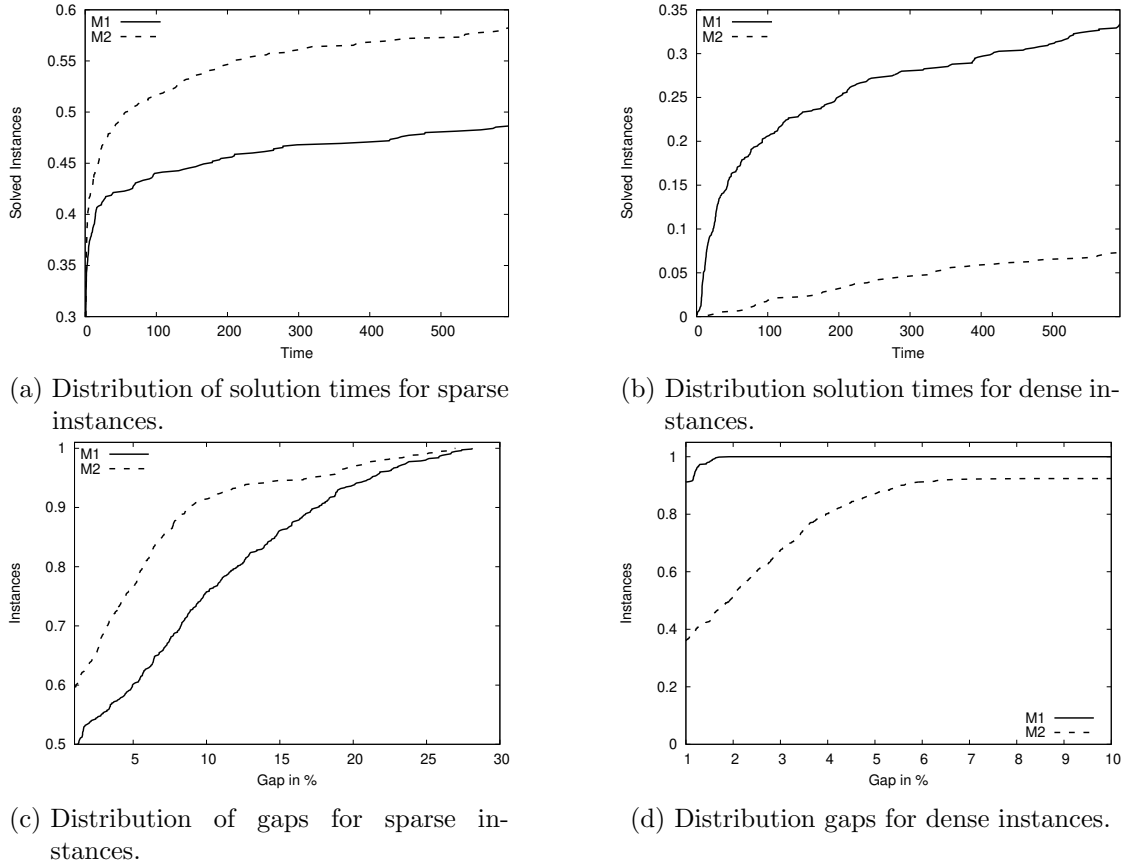 0.6
M1
M2
0.55
0.5
0.45
0.4
0.35
0.3
Solved Instances
0 100 200 300 400 500
Time
(a) Distribution of solution times for sparse
instances.
0.35
M1
M2
0.3
0.25
0.2
0.15
0.1
0.05
0
Solved Instances
0 100 200 300 400 500
Time
(b) Distribution solution times for dense in-
stances.
1
M1
M2
0.9
0.8
0.7
0.6
0.5
Instances
5 10 15 20 25 30
Gap in %
(c) Distribution of gaps for sparse in-
stances.
1
0.8
0.6
0.4
0.2
0
Instances
M1
M2
1 2 3 4 5 6 7 8 9 10
Gap in %
(d) Distribution gaps for dense instances.